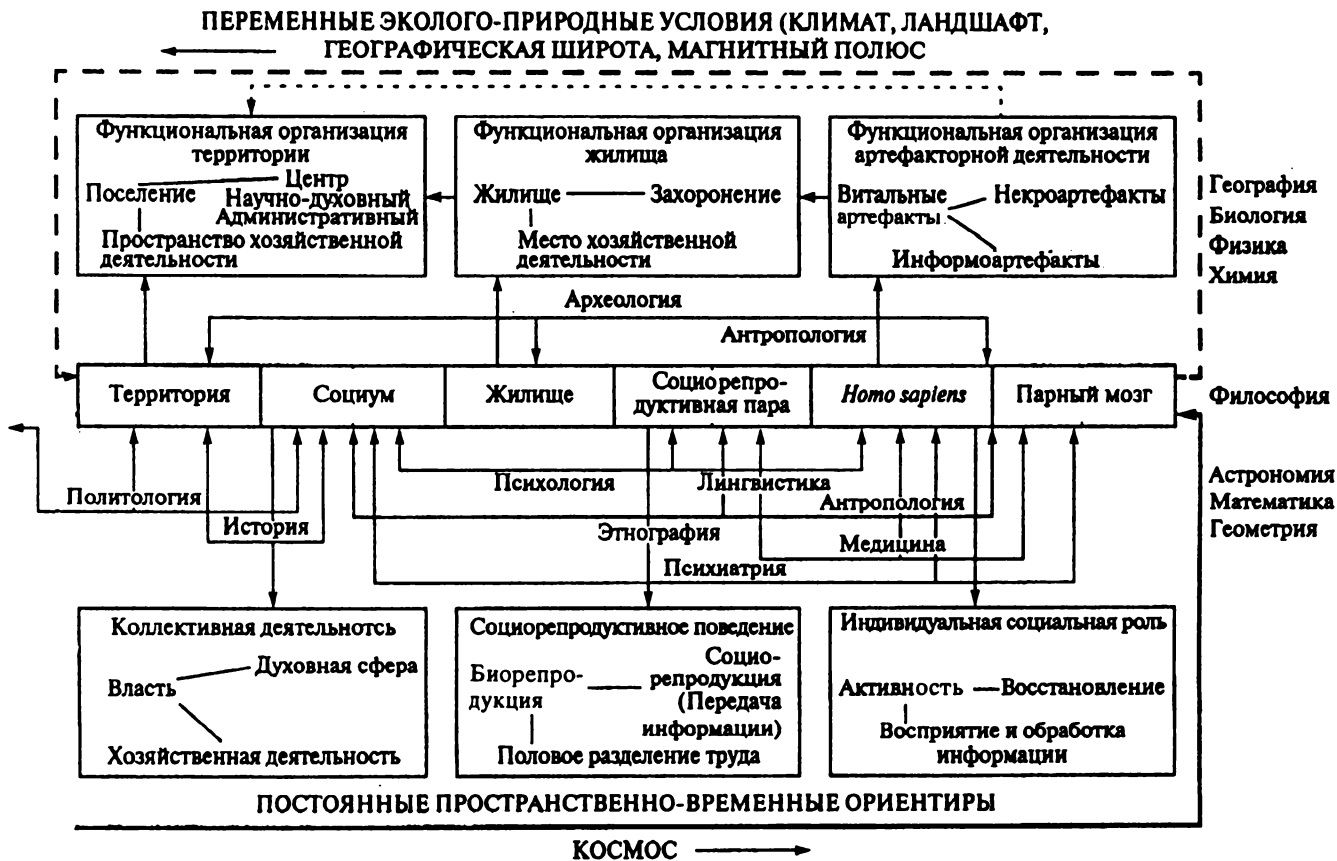 ПЕРЕМЕННЫЕ ЭКОЛОГО-ПРИРОДНЫЕ УСЛОВИЯ (КЛИМАТ, ЛАНДШАФТ,
ГЕОГРАФИЧЕСКАЯ ШИРОТА, МАГНИТНЫЙ ПОЛЮС
Функциональная организация
территории
Поселение
Центр
Научно-духовный
Административный
Пространство хозяйственной
деятельности
Функциональная организация
жилища
Жилище
Захоронение
Место хозяйственной
деятельности
Функциональная организация
артефакторной деятельности
Витальные
артефакты
Некроартефакты
Информоартефакты
География
Биология
Физика
Химия
Археология
Антропология
Территория
Социум
Жилище
Социорепро-
дуктивная пара
Homo sapiens
Парный мозг
Философия
Политология
Психология
Лингвистика
История
Этнография
Антропология
Медицина
Психиатрия
Астрономия
Математика
Геометрия
Коллективная деятельнотсь
Власть
Духовная сфера
Хозяйственная деятельность
Социорепродуктивное поведение
Биорепро-
дукция
Социо-
репродукция
(Передача
информации)
Половое разделение труда
Индивидуальная социальная роль
Активность
Восстановление
Восприятие и обработка
информации
ПОСТОЯННЫЕ ПРОСТРАНСТВЕННО-ВРЕМЕННЫЕ ОРИЕНТИРЫ
КОСМОС